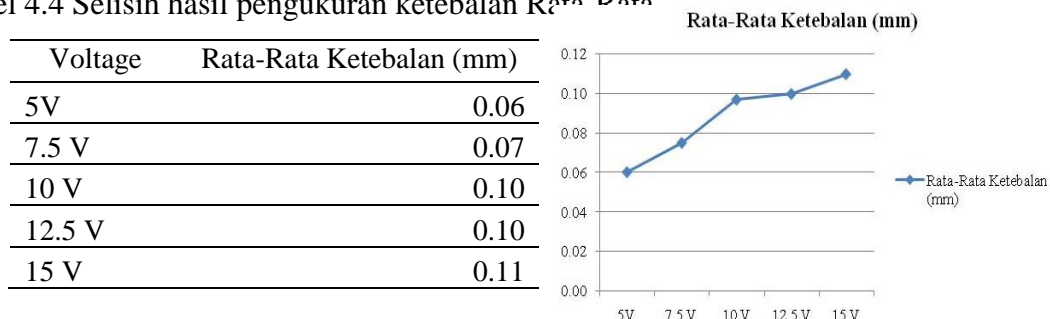 4.4 Selisih hasil pengukuran ketebalan Rata-Rata
Voltage Rata-Rata Ketebalan (mm)
5V 0.06
7.5 V 0.07
10 V 0.10
12.5 V 0.10
15 V 0.11
Rata-Rata Ketebalan (mm)
0.12
0.10
0.08
0.06
0.04
0.02
0.00
5V 7.5 V 10 V 12.5 V 15 V
Rata-Rata Ketebalan
(mm)